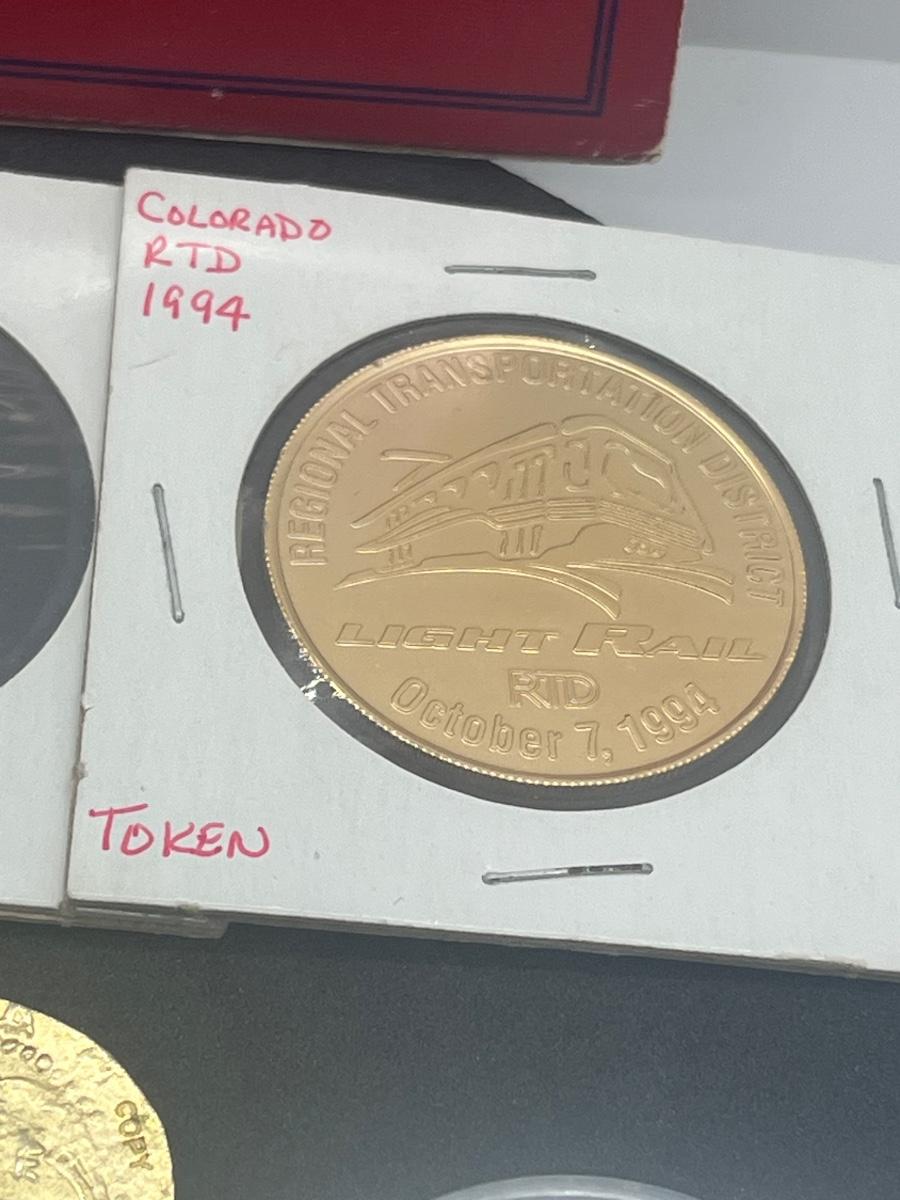 COLORADO
RTD
1994
REGIONAL TRANSPORTATION DISTRICT
LIGHT RAIL
RTD
October 7, 1994
TOKEN
COPY